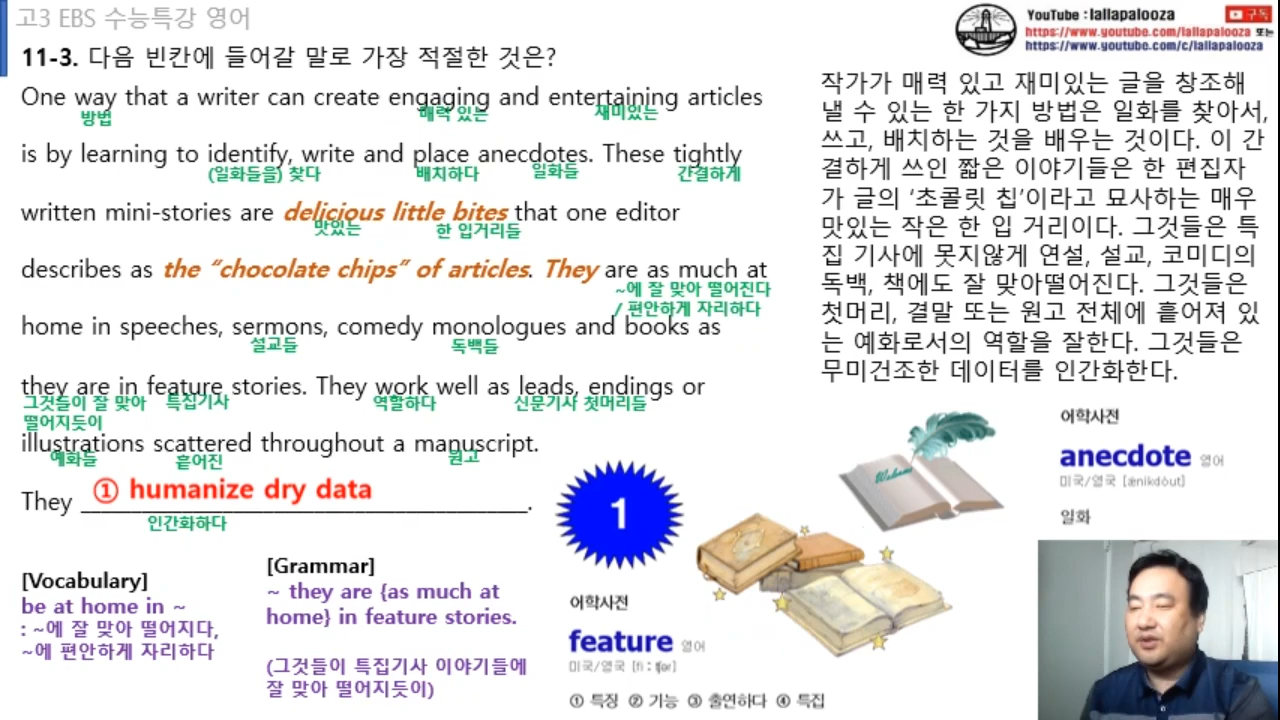 고3 EBS 수능특강 영어
YouTube : lallapalooza
구독
https://www.youtube.com/lallapalooza 또는
https://www.youtube.com/c/lallapalooza
11-3. 다음 빈칸에 들어갈 말로 가장 적절한 것은?
One way that a writer can create engaging and entertaining articles
방법 매력 있는 재미있는
is by learning to identify, write and place anecdotes. These tightly
(일화들을) 찾다 배치하다 일화들 간결하게
written mini-stories are delicious little bites that one editor
맛있는 한 입거리들
describes as the “chocolate chips” of articles. They are as much at
~에 잘 맞아 떨어진다
/ 편안하게 자리하다
home in speeches, sermons, comedy monologues and books as
설교들 독백들
they are in feature stories. They work well as leads, endings or
그것들이 잘 맞아 특집기사 역할하다 신문기사 첫머리들
떨어지듯이
illustrations scattered throughout a manuscript.
예화들 흩어진 원고
They ① humanize dry data.
인간화하다
작가가 매력 있고 재미있는 글을 창조해
낼 수 있는 한 가지 방법은 일화를 찾아서,
쓰고, 배치하는 것을 배우는 것이다. 이 간
결하게 쓰인 짧은 이야기들은 한 편집자
가 글의 ‘초콜릿 칩’이라고 묘사하는 매우
맛있는 작은 한 입 거리이다. 그것들은 특
집 기사에 못지않게 연설, 설교, 코미디의
독백, 책에도 잘 맞아떨어진다. 그것들은
첫머리, 결말 또는 원고 전체에 흩어져 있
는 예화로서의 역할을 잘한다. 그것들은
무미건조한 데이터를 인간화한다.
1
Welcome
어학사전
anecdote 영어
미국/영국 [ænikdòut]
일화
[Vocabulary]
be at home in ~
: ~에 잘 맞아 떨어지다,
~에 편안하게 자리하다
[Grammar]
~ they are {as much at
home} in feature stories.
(그것들이 특집기사 이야기들에
잘 맞아 떨어지듯이)
어학사전
feature 영어
미국/영국
① 특징 ② 기능 ③ 출연하다 ④ 특집